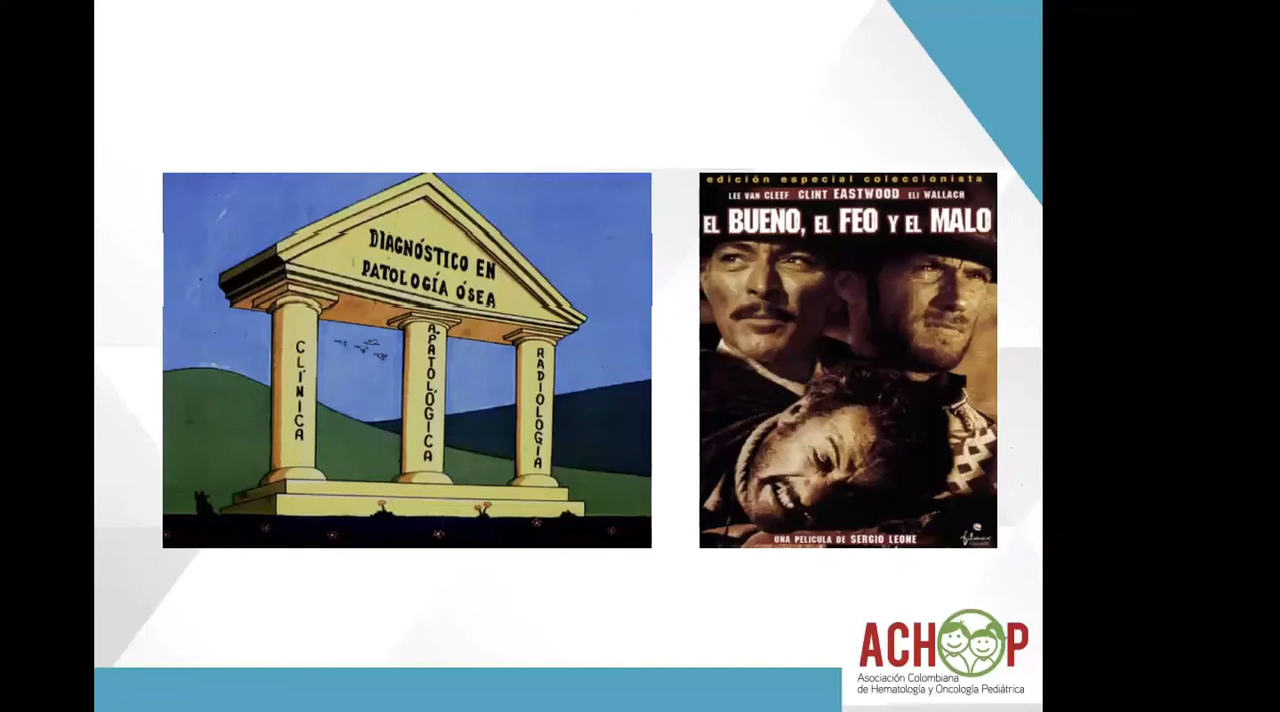 DIAGNÓSTICO EN
PATOLOGÍA ÓSEA
CLÍNICA
A.PATOLÓGICA
RADIOLOGIA
edición especial coleccionista
LEE VAN CLEEF CLINT EASTWOOD ELI WALLACH
EL BUENO, EL FEO Y EL MALO
UNA PELICULA DE SERGIO LEONE
ACHOP
Asociación Colombiana
de Hematología y Oncología Pediátrica